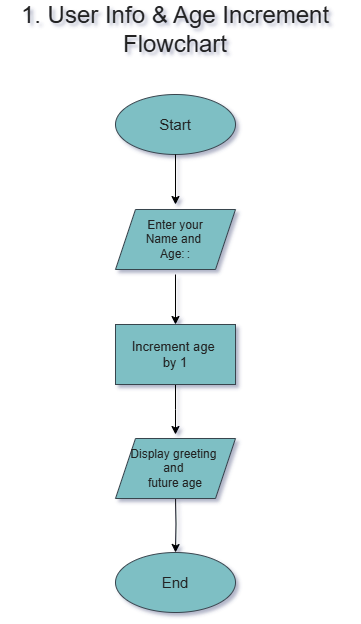 1. User Info & Age Increment
Flowchart
Start
Enter your
Name and
Age: :
Increment age
by 1
Display greeting
and
future age
End